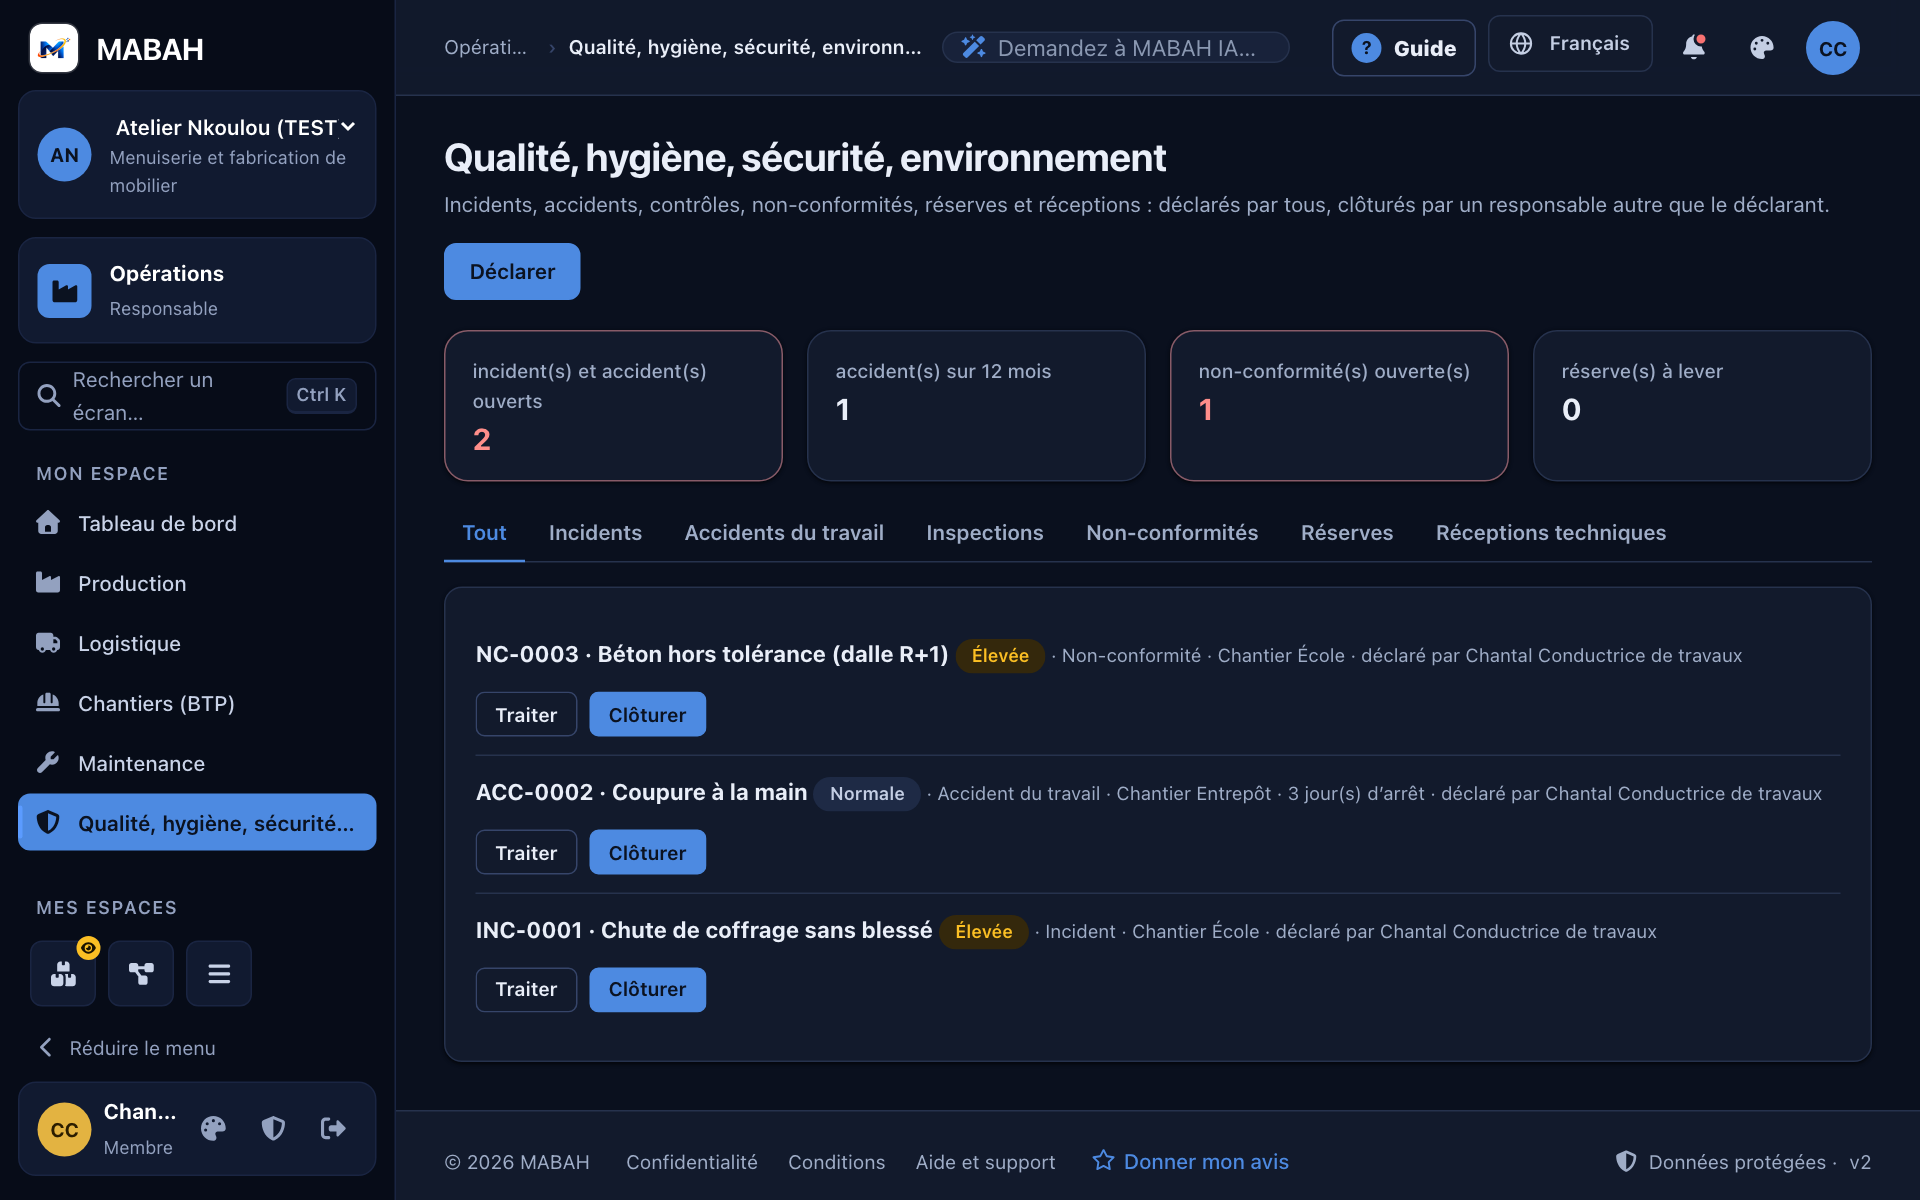 MABAH
AN
Atelier Nkoulou (TEST
Menuiserie et fabrication de
mobilier
Opérations
Responsable
Rechercher un
écran...
Ctrl K
MON ESPACE
Tableau de bord
Production
Logistique
Chantiers (BTP)
Maintenance
Qualité, hygiène, sécurité...
MES ESPACES
Réduire le menu
CC
Chan...
Membre
Opérati... › Qualité, hygiène, sécurité, environn...
Demandez à MABAH IA...
? Guide
Français
CC
Qualité, hygiène, sécurité, environnement
Incidents, accidents, contrôles, non-conformités, réserves et réceptions : déclarés par tous, clôturés par un responsable autre que le déclarant.
Déclarer
incident(s) et accident(s)
ouverts
2
accident(s) sur 12 mois
1
non-conformité(s) ouverte(s)
1
réserve(s) à lever
0
Tout Incidents Accidents du travail Inspections Non-conformités Réserves Réceptions techniques
NC-0003 · Béton hors tolérance (dalle R+1) Élevée · Non-conformité · Chantier École · déclaré par Chantal Conductrice de travaux
Traiter Clôturer
ACC-0002 · Coupure à la main Normale · Accident du travail · Chantier Entrepôt · 3 jour(s) d’arrêt · déclaré par Chantal Conductrice de travaux
Traiter Clôturer
INC-0001 · Chute de coffrage sans blessé Élevée · Incident · Chantier École · déclaré par Chantal Conductrice de travaux
Traiter Clôturer
© 2026 MABAH Confidentialité Conditions Aide et support Donner mon avis Données protégées · v2